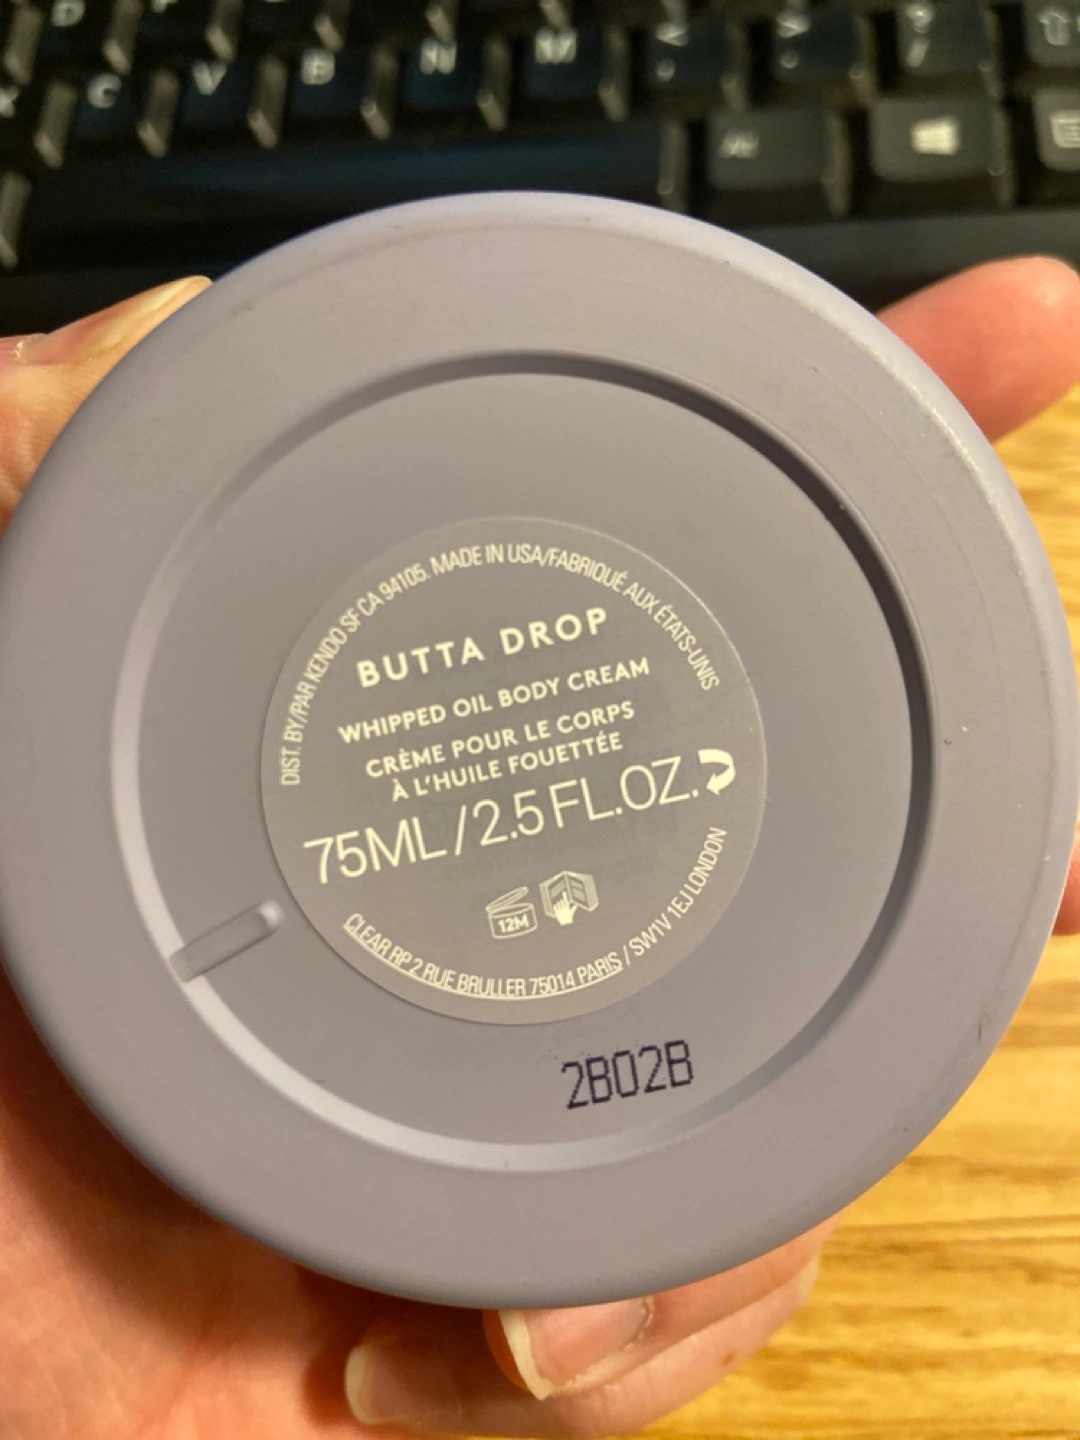 C V B N M < , > . ? /
DIST. BY/PAR KENDO SF CA 94105. MADE IN USA/FABRIQUÉ AUX ÉTATS-UNIS
BUTTA DROP
WHIPPED OIL BODY CREAM
CRÈME POUR LE CORPS
À L'HUILE FOUETTÉE
75ML/2.5 FL.OZ.
12M
CLEAR RP 2 RUE BRULLER 75014 PARIS / SW1V 1EJ LONDON
2B02B